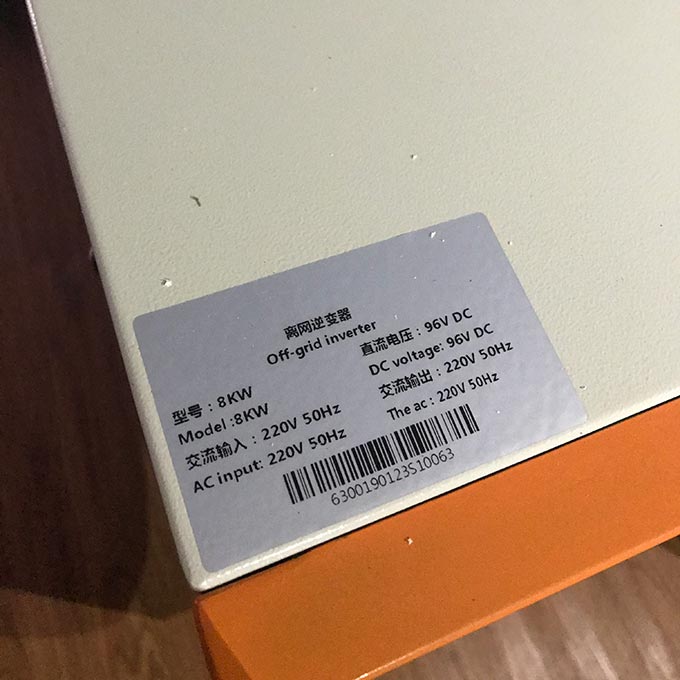 离网逆变器
Off-grid inverter
型号：8KW
直流电压：96V DC
Model :8KW
DC voltage: 96V DC
交流输入：220V 50Hz
交流输出：220V 50Hz
AC input: 220V 50Hz
The ac : 220V 50Hz
6300190123S10063